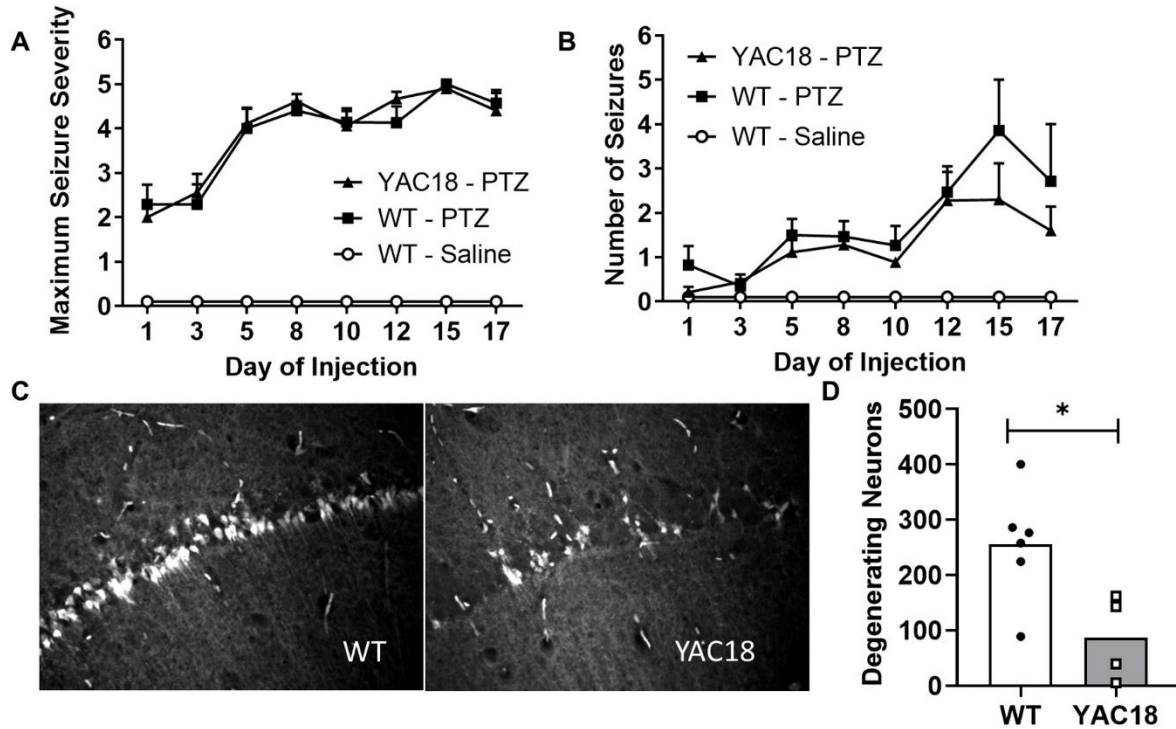 A
Maximum Seizure Severity
6
5
4
3
2
1
0
YAC18 - PTZ
WT - PTZ
WT - Saline
1 3 5 8 10 12 15 17
Day of Injection
B
Number of Seizures
6
5
4
3
2
1
0
YAC18 - PTZ
WT - PTZ
WT - Saline
1 3 5 8 10 12 15 17
Day of Injection
C
WT
YAC18
D
Degenerating Neurons
500
400
300
200
100
0
*
WT YAC18